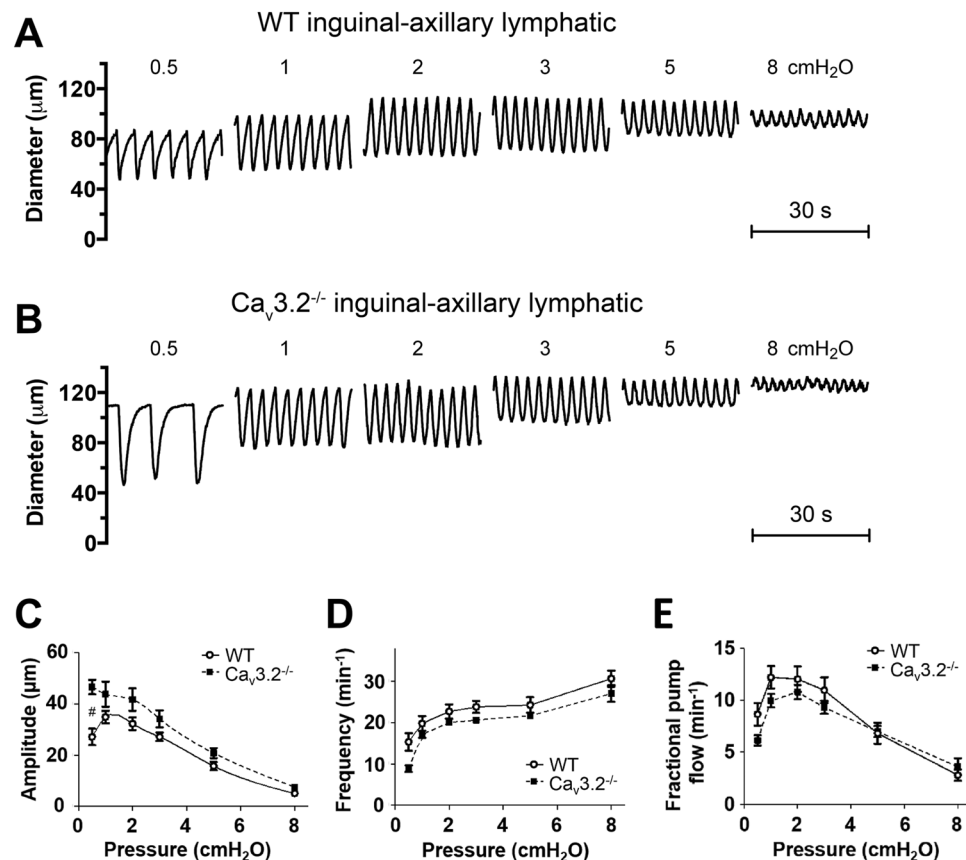 A
WT inguinal-axillary lymphatic
0.5 1 2 3 5 8 cmH₂O
Diameter (μm)
120
80
40
0
30 s
B
Caᵥ3.2⁻/⁻ inguinal-axillary lymphatic
0.5 1 2 3 5 8 cmH₂O
Diameter (μm)
120
80
40
0
30 s
C
Amplitude (μm)
60
40
20
0
#
WT
Caᵥ3.2⁻/⁻
0 2 4 6 8
Pressure (cmH₂O)
D
Frequency (min⁻¹)
30
20
10
0
WT
Caᵥ3.2⁻/⁻
0 2 4 6 8
Pressure (cmH₂O)
E
Fractional pump
flow (min⁻¹)
15
10
5
0
WT
Caᵥ3.2⁻/⁻
0 2 4 6 8
Pressure (cmH₂O)